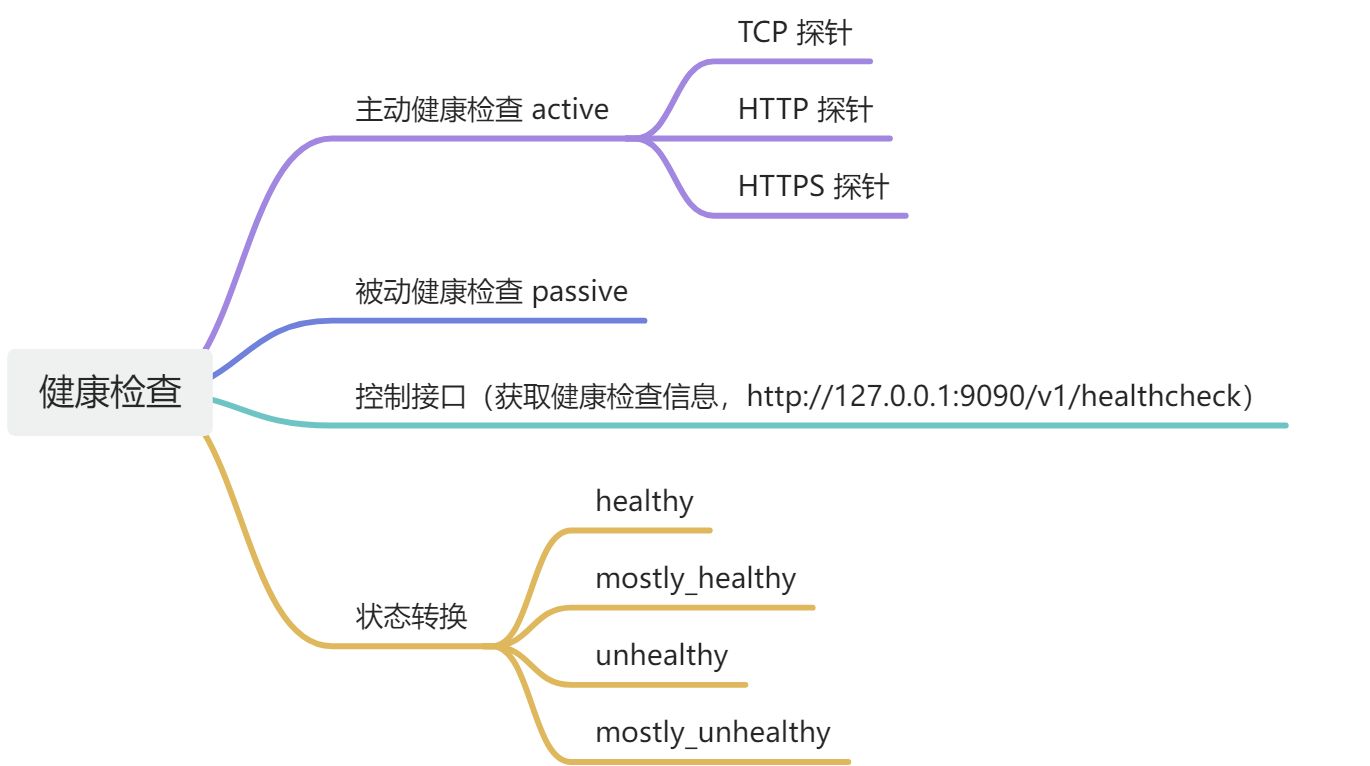 健康检查
主动健康检查 active
TCP 探针
HTTP 探针
HTTPS 探针
被动健康检查 passive
控制接口（获取健康检查信息，http://127.0.0.1:9090/v1/healthcheck）
状态转换
healthy
mostly_healthy
unhealthy
mostly_unhealthy